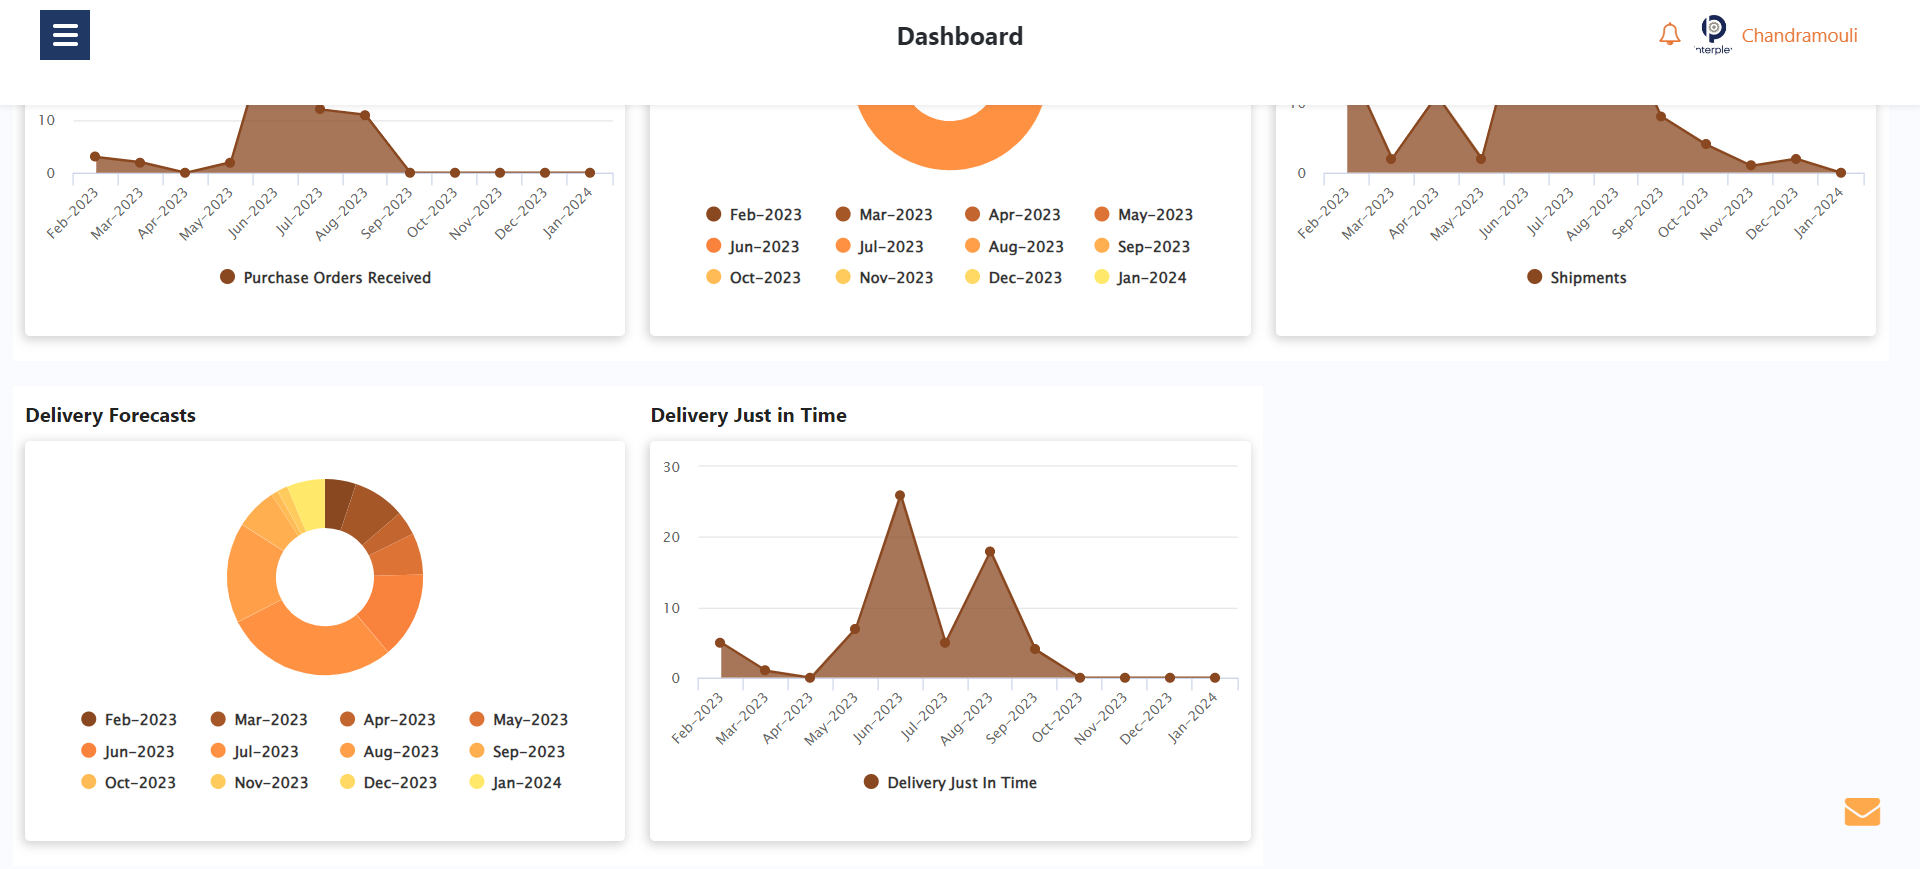 Dashboard
nterple
Chandramouli
10
0
Feb-2023 Mar-2023 Apr-2023 May-2023 Jun-2023 Jul-2023 Aug-2023 Sep-2023 Oct-2023 Nov-2023 Dec-2023 Jan-2024
Purchase Orders Received
Feb-2023 Mar-2023 Apr-2023 May-2023
Jun-2023 Jul-2023 Aug-2023 Sep-2023
Oct-2023 Nov-2023 Dec-2023 Jan-2024
10
0
Feb-2023 Mar-2023 Apr-2023 May-2023 Jun-2023 Jul-2023 Aug-2023 Sep-2023 Oct-2023 Nov-2023 Dec-2023 Jan-2024
Shipments
Delivery Forecasts
Feb-2023 Mar-2023 Apr-2023 May-2023
Jun-2023 Jul-2023 Aug-2023 Sep-2023
Oct-2023 Nov-2023 Dec-2023 Jan-2024
Delivery Just in Time
30
20
10
0
Feb-2023 Mar-2023 Apr-2023 May-2023 Jun-2023 Jul-2023 Aug-2023 Sep-2023 Oct-2023 Nov-2023 Dec-2023 Jan-2024
Delivery Just In Time